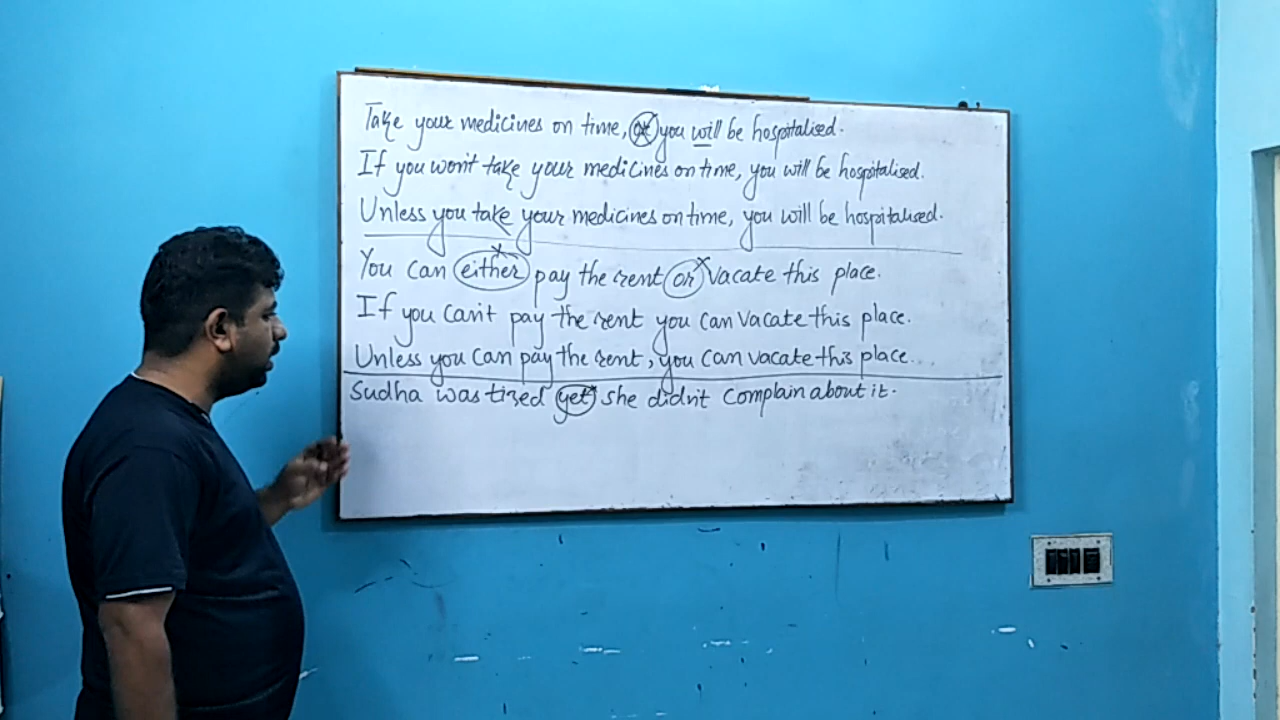 Take your medicines on time, or you will be hospitalised.
If you won't take your medicines on time, you will be hospitalised.
Unless you take your medicines on time, you will be hospitalised.
You can either pay the rent or vacate this place.
If you can't pay the rent you can vacate this place.
Unless you can pay the rent, you can vacate this place...
Sudha was tired yet she didn't complain about it.